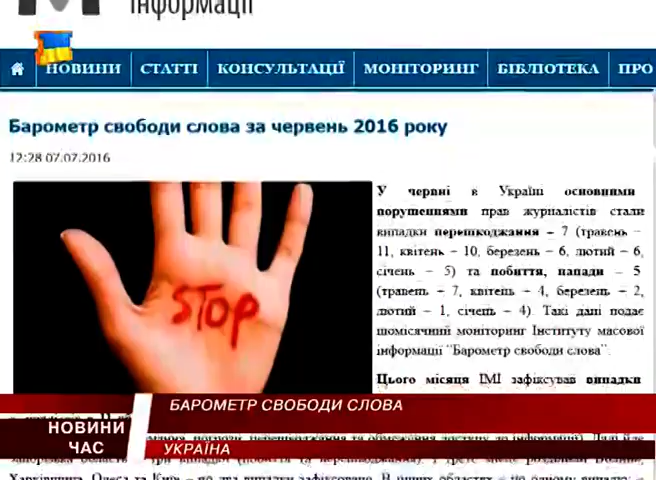 інформації
НОВИНИ СТАТТІ КОНСУЛЬТАЦІЇ МОНІТОРИНГ БІБЛІОТЕКА ПРО
Барометр свободи слова за червень 2016 року
12:28 07.07.2016
STOP
У червні в Україні основними
порушеннями прав журналістів стали
випадки перешкоджання – 7 (травень –
11, квітень – 10, березень – 6, лютий – 6,
січень – 5) та побиття, напади – 5
(травень – 7, квітень – 4, березень – 2,
лютий – 1, січень – 4). Такі дані подає
щомісячний моніторинг Інституту масової
інформації "Барометр свободи слова".
Цього місяця ІМІ зафіксував випадки
БАРОМЕТР СВОБОДИ СЛОВА
НОВИНИ
ЧАС
УКРАЇНА